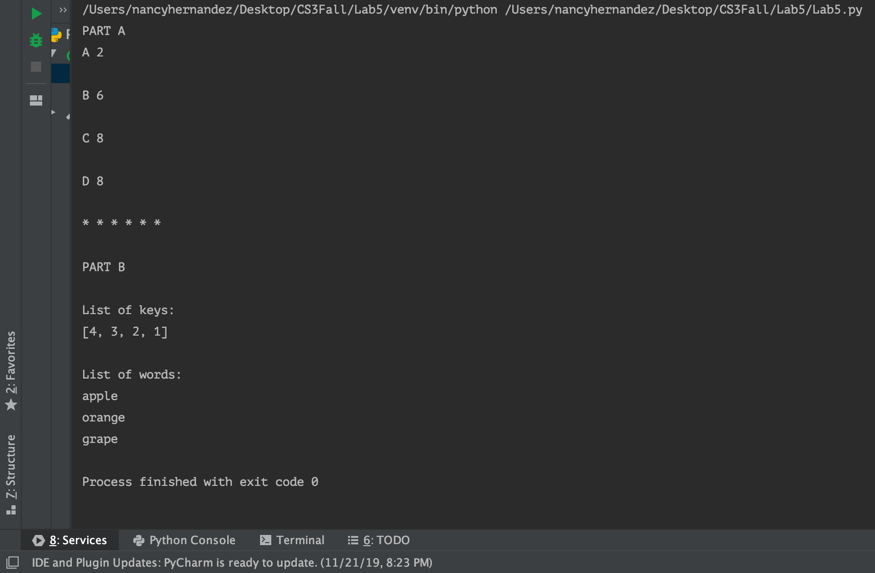 /Users/nancyhernandez/Desktop/CS3Fall/Lab5/venv/bin/python /Users/nancyhernandez/Desktop/CS3Fall/Lab5/Lab5.py
PART A
A 2
B 6
C 8
D 8
* * * * * *
PART B
List of keys:
[4, 3, 2, 1]
List of words:
apple
orange
grape
Process finished with exit code 0
2: Favorites
7: Structure
8: Services
Python Console
Terminal
6: TODO
IDE and Plugin Updates: PyCharm is ready to update. (11/21/19, 8:23 PM)